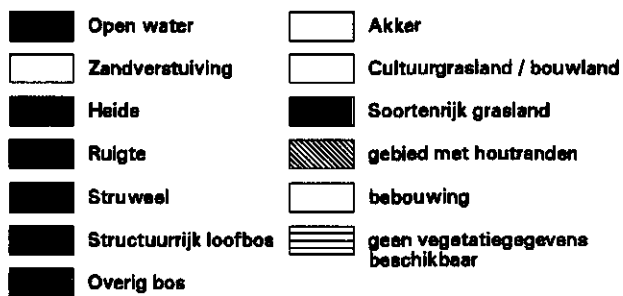 Open water
Zandverstuiving
Heide
Ruigte
Struweel
Structuurrijk loofbos
Overig bos
Akker
Cultuurgrasland / bouwland
Soortenrijk grasland
gebied met houtranden
bebouwing
geen vegetatiegegevens
beschikbaar